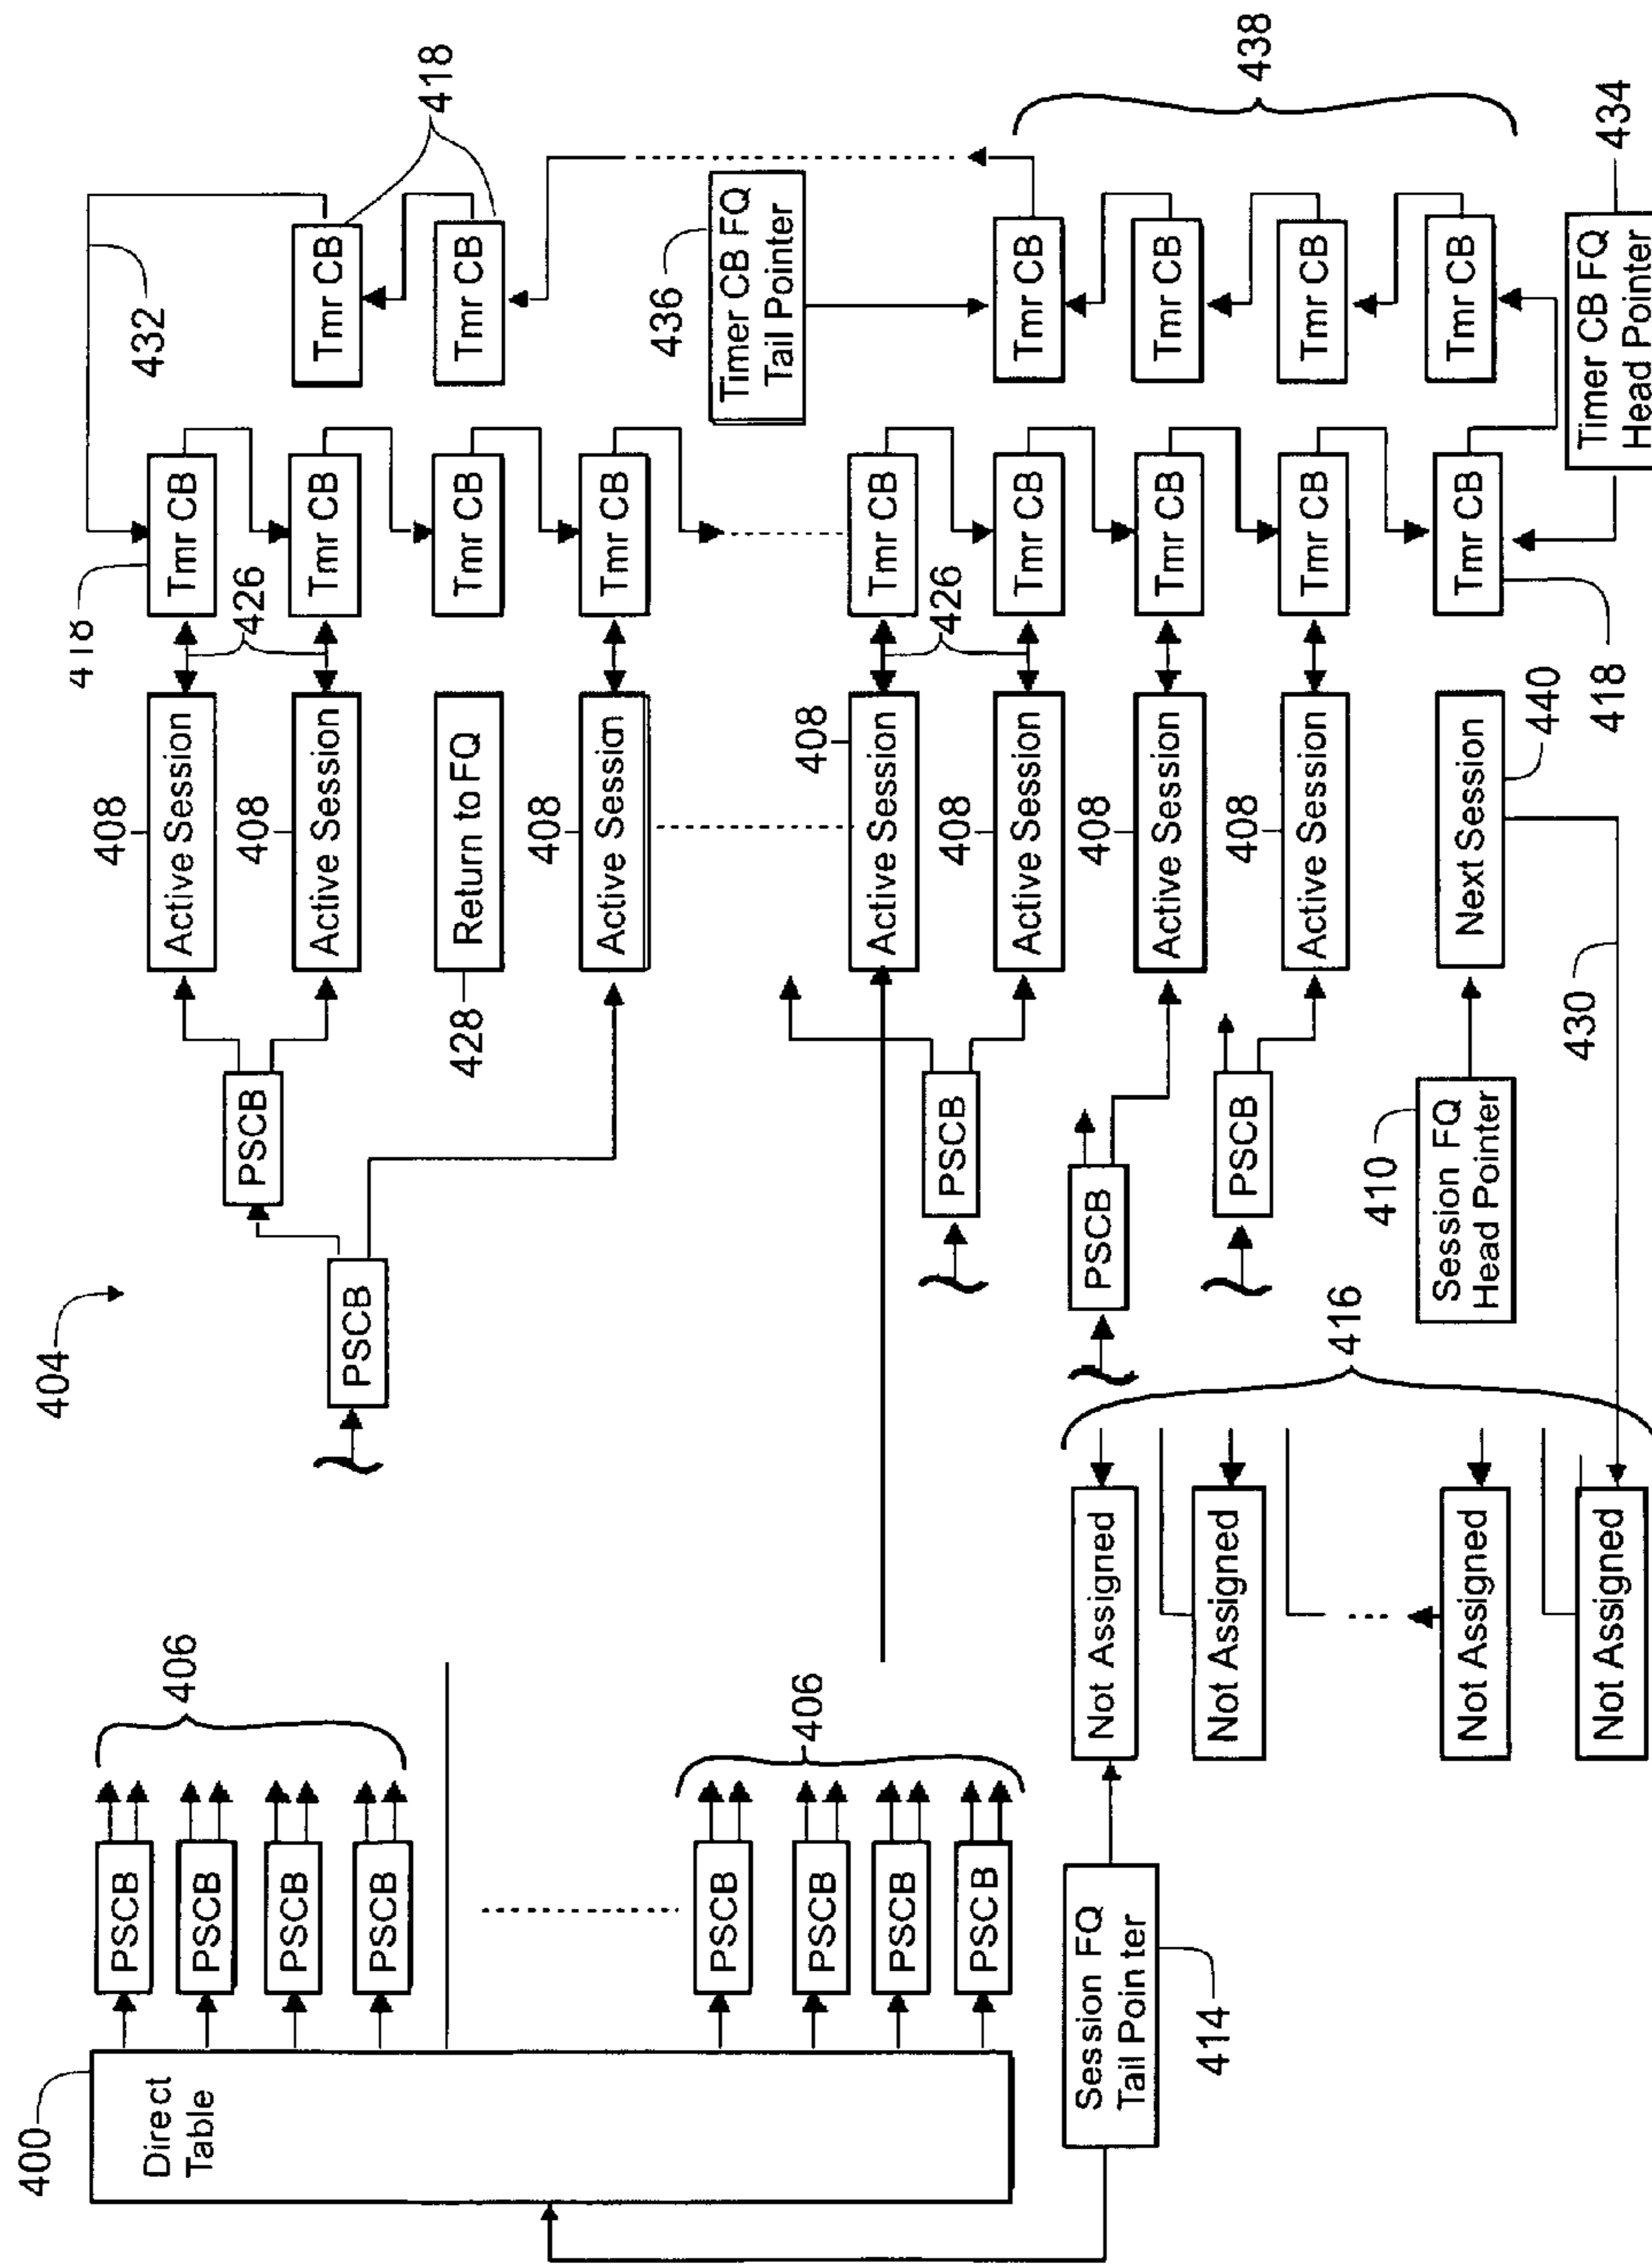 400
404
418
Direct
Table
PSCB
406
408
Active Session
Tmr CB
432
PSCB
PSCB
408
426
PSCB
Active Session
Tmr CB
Tmr CB
418
PSCB
PSCB
428
Return to FQ
Tmr CB
Tmr CB
408
Active Session
Tmr CB
436
PSCB
Timer CB FQ
Tail Pointer
PSCB
406
408
Active Session
Tmr CB
PSCB
PSCB
PSCB
408
426
Active Session
Tmr CB
Tmr CB
Session FQ
Tail Pointer
414
Not Assigned
PSCB
408
Active Session
Tmr CB
Tmr CB
438
Not Assigned
PSCB
408
Active Session
Tmr CB
Tmr CB
416
410
Session FQ
Head Pointer
Next Session
440
Tmr CB
418
Tmr CB
Not Assigned
430
Not Assigned
Timer CB FQ
Head Pointer
434